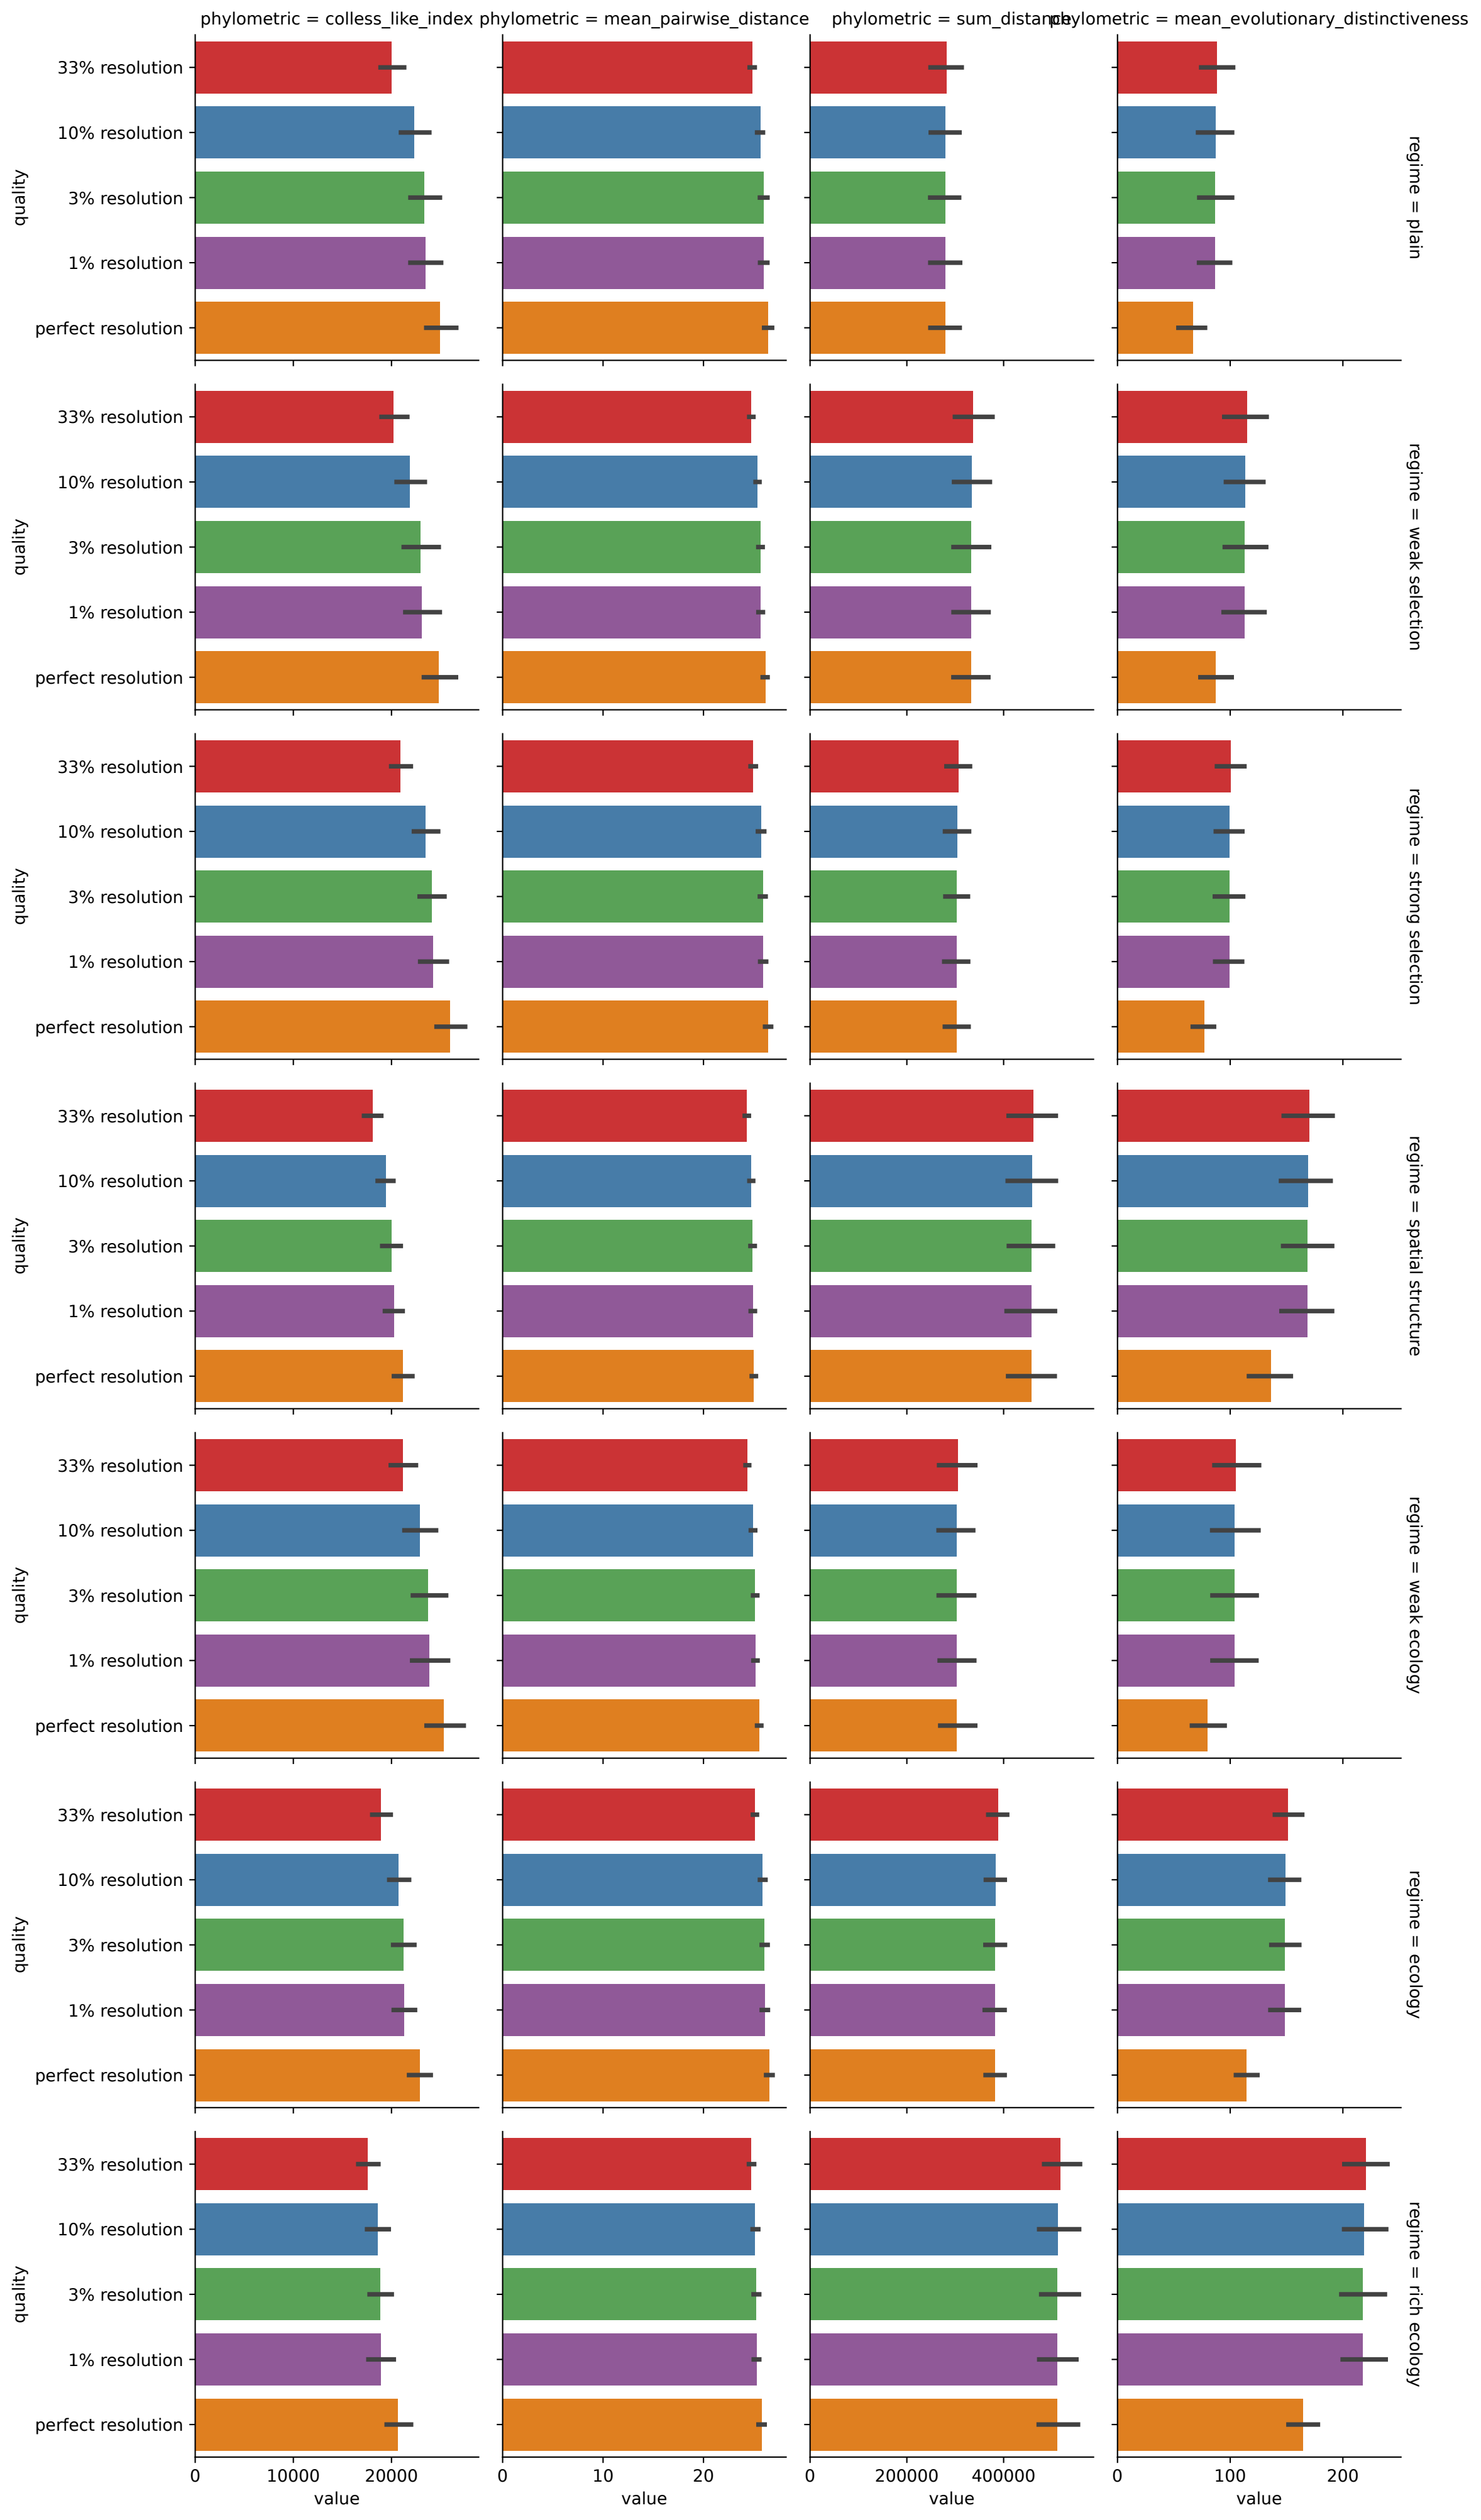 phylometric = colless_like_index
phylometric = mean_pairwise_distance
phylometric = sum_distance
phylometric = mean_evolutionary_distinctiveness
quality
33% resolution
10% resolution
3% resolution
1% resolution
perfect resolution
regime = plain
quality
33% resolution
10% resolution
3% resolution
1% resolution
perfect resolution
regime = weak selection
quality
33% resolution
10% resolution
3% resolution
1% resolution
perfect resolution
regime = strong selection
quality
33% resolution
10% resolution
3% resolution
1% resolution
perfect resolution
regime = spatial structure
quality
33% resolution
10% resolution
3% resolution
1% resolution
perfect resolution
regime = weak ecology
quality
33% resolution
10% resolution
3% resolution
1% resolution
perfect resolution
regime = ecology
quality
33% resolution
10% resolution
3% resolution
1% resolution
perfect resolution
regime = rich ecology
0 10000 20000
value
0 10 20
value
0 200000 400000
value
0 100 200
value